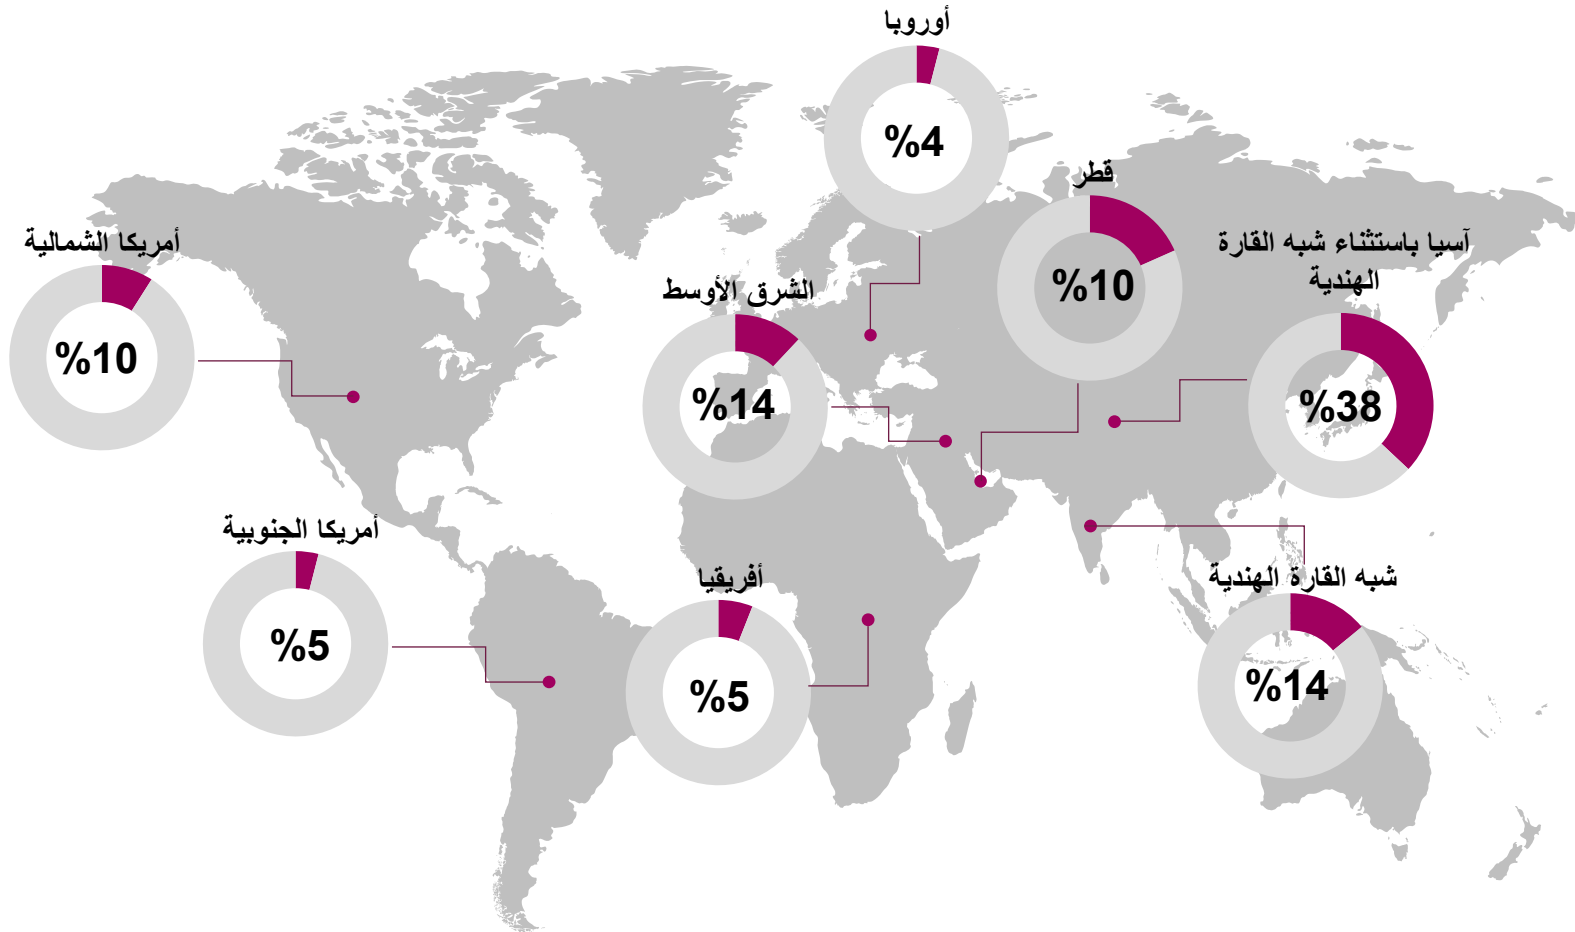 أوروبا
%4
قطر
%10
أمريكا الشمالية
%10
آسيا باستثناء شبه القارة
الهندية
%38
الشرق الأوسط
%14
أمريكا الجنوبية
%5
أفريقيا
%5
شبه القارة الهندية
%14